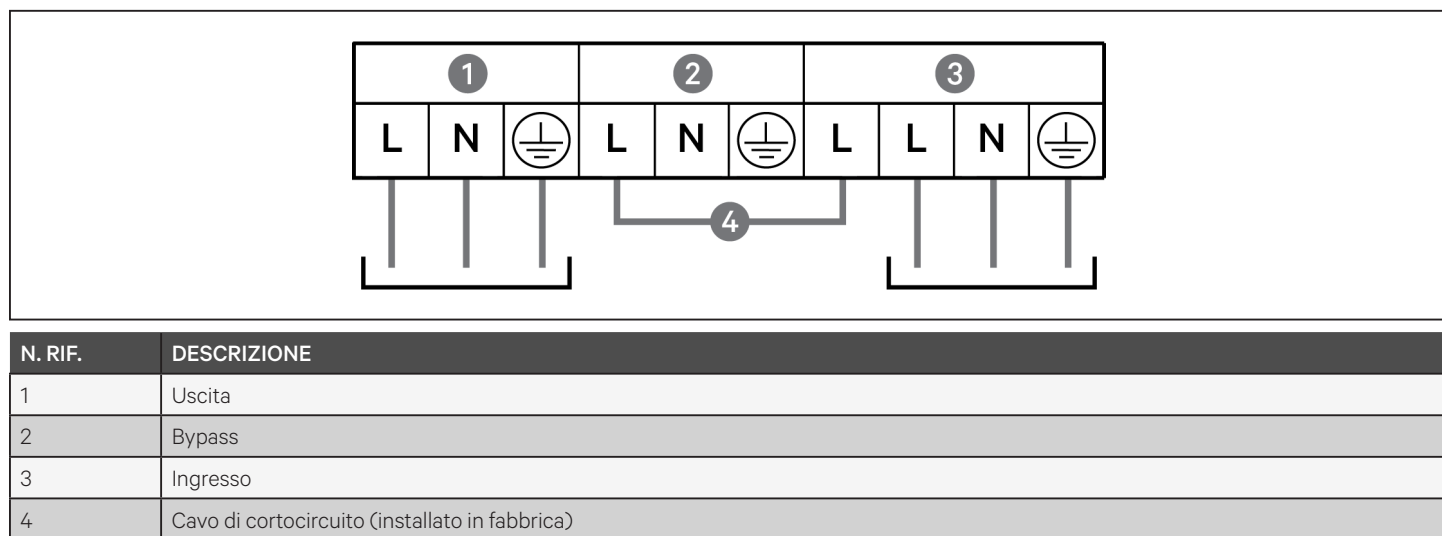 1 2 3
L N L N L L N
4
N. RIF. DESCRIZIONE
1 Uscita
2 Bypass
3 Ingresso
4 Cavo di cortocircuito (installato in fabbrica)